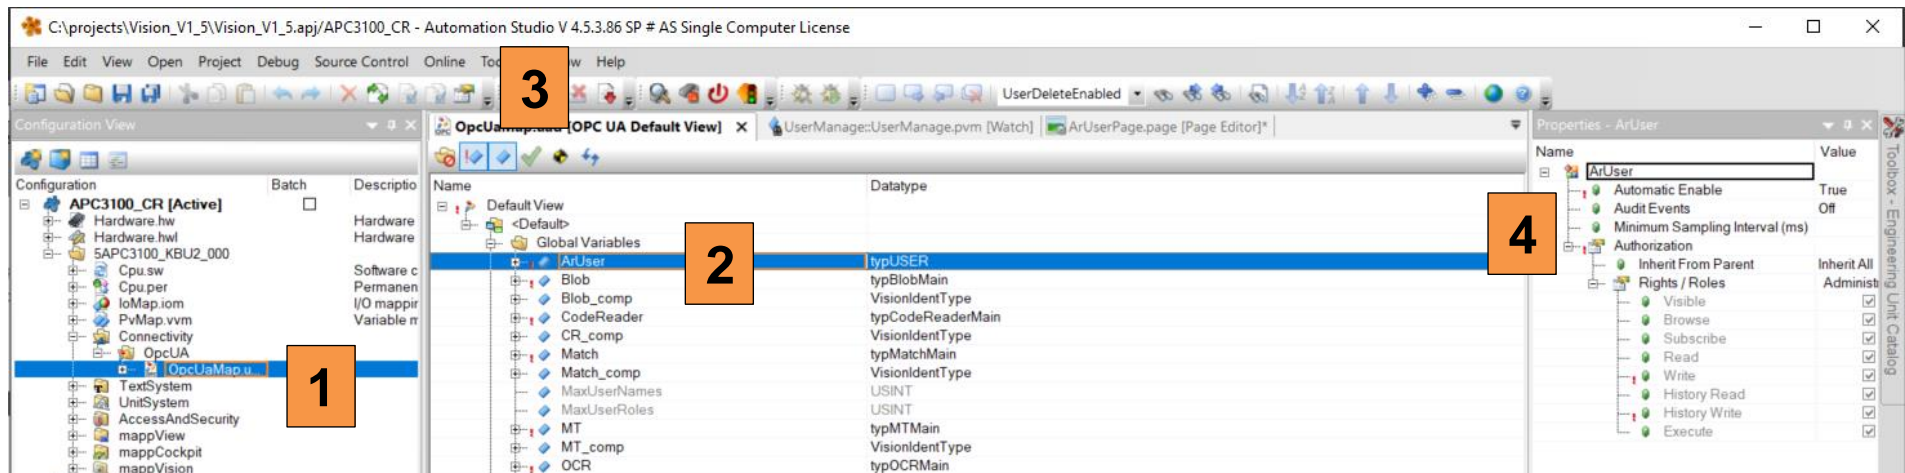 C:\projects\Vision_V1_5\Vision_V1_5.apj/APC3100_CR - Automation Studio V 4.5.3.86 SP # AS Single Computer License
File Edit View Open Project Debug Source Control Online Help
3
UserDeleteEnabled
Configuration View
[OPC UA Default View] X UserManage::UserManage.pvm [Watch] ArUserPage.page [Page Editor]*
Properties - ArUser
Configuration Batch Descriptio
APC3100_CR [Active]
Hardware.hw Hardware
Hardware.hwl Hardware
5APC3100_KBU2_000
Cpu.sw Software c
Cpu.per Permanen
IoMap.iom I/O mappir
PvMap.vvm Variable m
Connectivity
OpcUA
OpcUaMap.u...
TextSystem
UnitSystem
AccessAndSecurity
mappView
mappCockpit
mappVision
1
Name Datatype
Default View
<Default>
Global Variables
ArUser typUSER
Blob typBlobMain
Blob_comp VisionIdentType
CodeReader typCodeReaderMain
CR_comp VisionIdentType
Match typMatchMain
Match_comp VisionIdentType
MaxUserNames USINT
MaxUserRoles USINT
MT typMTMain
MT_comp VisionIdentType
OCR typOCRMain
2
Name Value
ArUser
Automatic Enable True
Audit Events Off
Minimum Sampling Interval (ms)
Authorization
Inherit From Parent Inherit All
Rights / Roles Administ
Visible
Browse
Subscribe
Read
Write
History Read
History Write
Execute
4
Toolbox - Engineering Unit Catalog